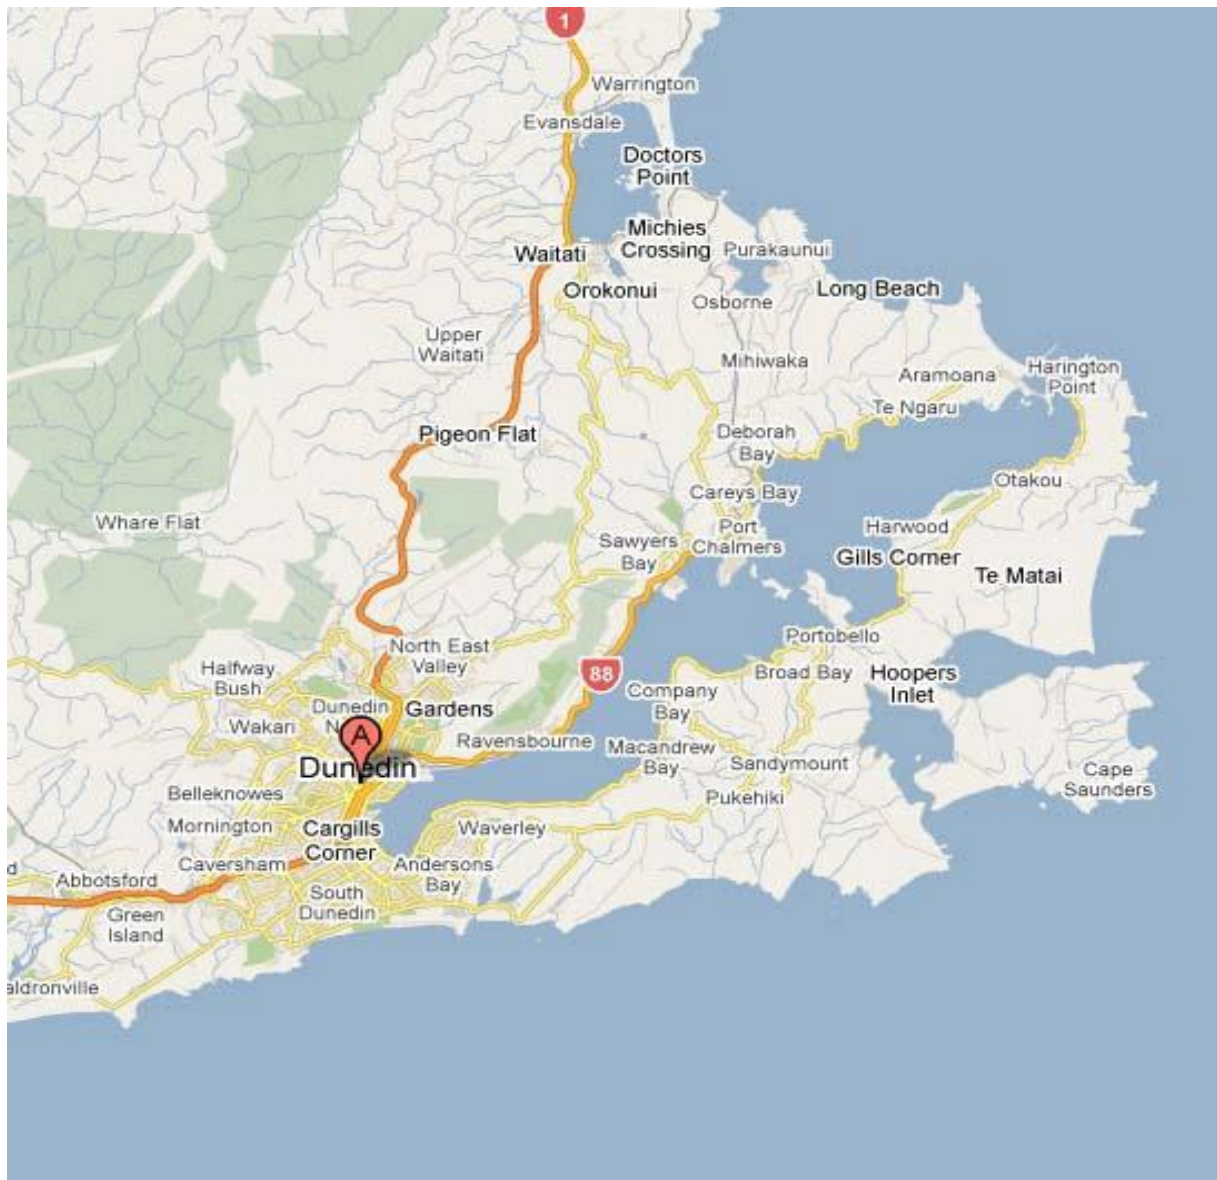 1
Warrington
Evansdale
Doctors
Point
Michies
Crossing
Waitati
Purakaunui
Orokonui
Long Beach
Osborne
Upper
Waitati
Mihiwaka
Harington
Point
Aramoana
Te Ngaru
Pigeon Flat
Deborah
Bay
Otakou
Careys Bay
Whare Flat
Port
Chalmers
Harwood
Sawyers
Bay
Gills Corner
Te Matai
Portobello
North East
Valley
Halfway
Bush
88
Broad Bay
Hoopers
Inlet
Company
Bay
Dunedin
N
Gardens
Wakari
A
Ravensbourne
Macandrew
Bay
Sandymount
Dunedin
Cape
Saunders
Belleknowes
Pukehiki
Mornington
Cargills
Corner
Waverley
Caversham
Andersons
Bay
d
Abbotsford
South
Dunedin
Green
Island
aldronville